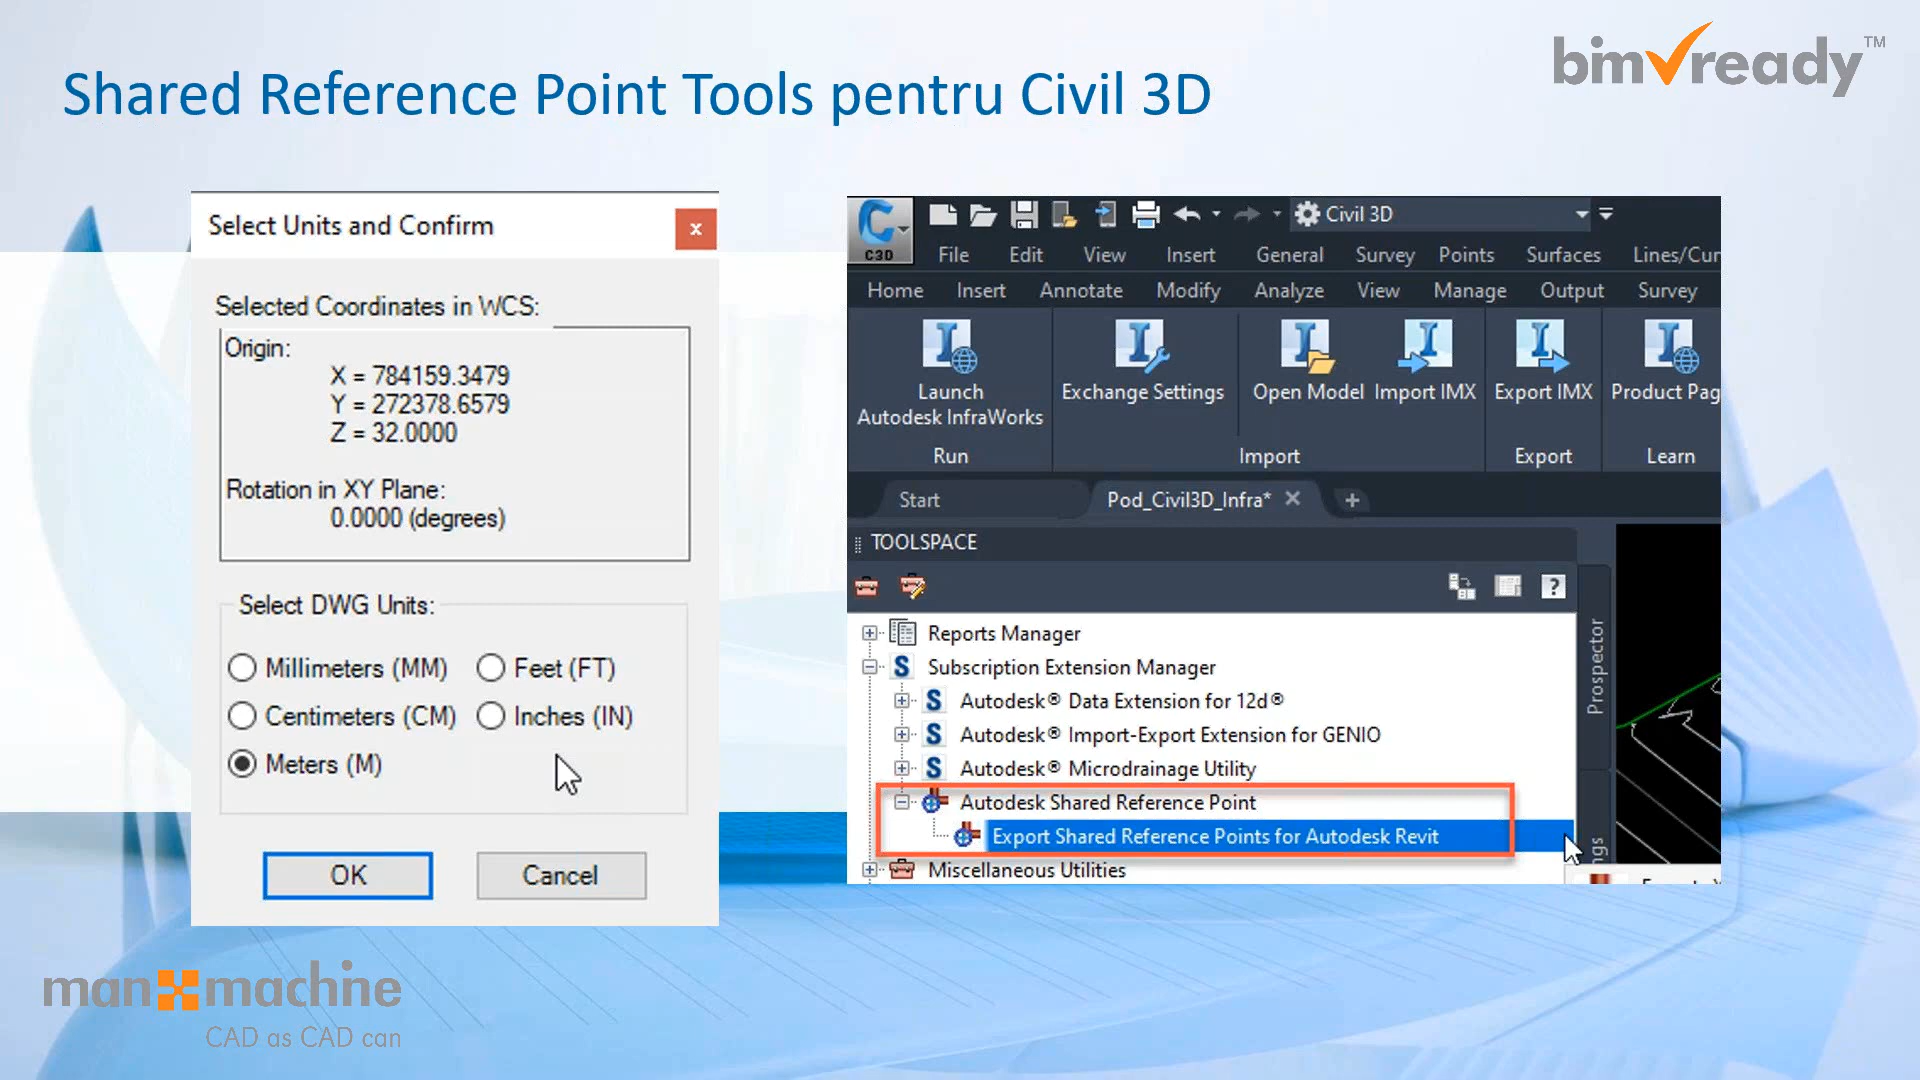 Shared Reference Point Tools pentru Civil 3D
bim ready™
Select Units and Confirm
x
Selected Coordinates in WCS:
Origin:
X = 784159.3479
Y = 272378.6579
Z = 32.0000
Rotation in XY Plane:
0.0000 (degrees)
Select DWG Units:
Millimeters (MM) Feet (FT)
Centimeters (CM) Inches (IN)
Meters (M)
OK Cancel
C3D
Civil 3D
File Edit View Insert General Survey Points Surfaces Lines/Cur
Home Insert Annotate Modify Analyze View Manage Output Survey
Launch Autodesk InfraWorks
Exchange Settings
Open Model
Import IMX
Export IMX
Product Pag
Run Import Export Learn
Start Pod_Civil3D_Infra*
TOOLSPACE
?
Reports Manager
Subscription Extension Manager
Autodesk® Data Extension for 12d®
Autodesk® Import-Export Extension for GENIO
Autodesk® Microdrainage Utility
Autodesk Shared Reference Point
Export Shared Reference Points for Autodesk Revit
Miscellaneous Utilities
Prospector
ngs
man machine
CAD as CAD can